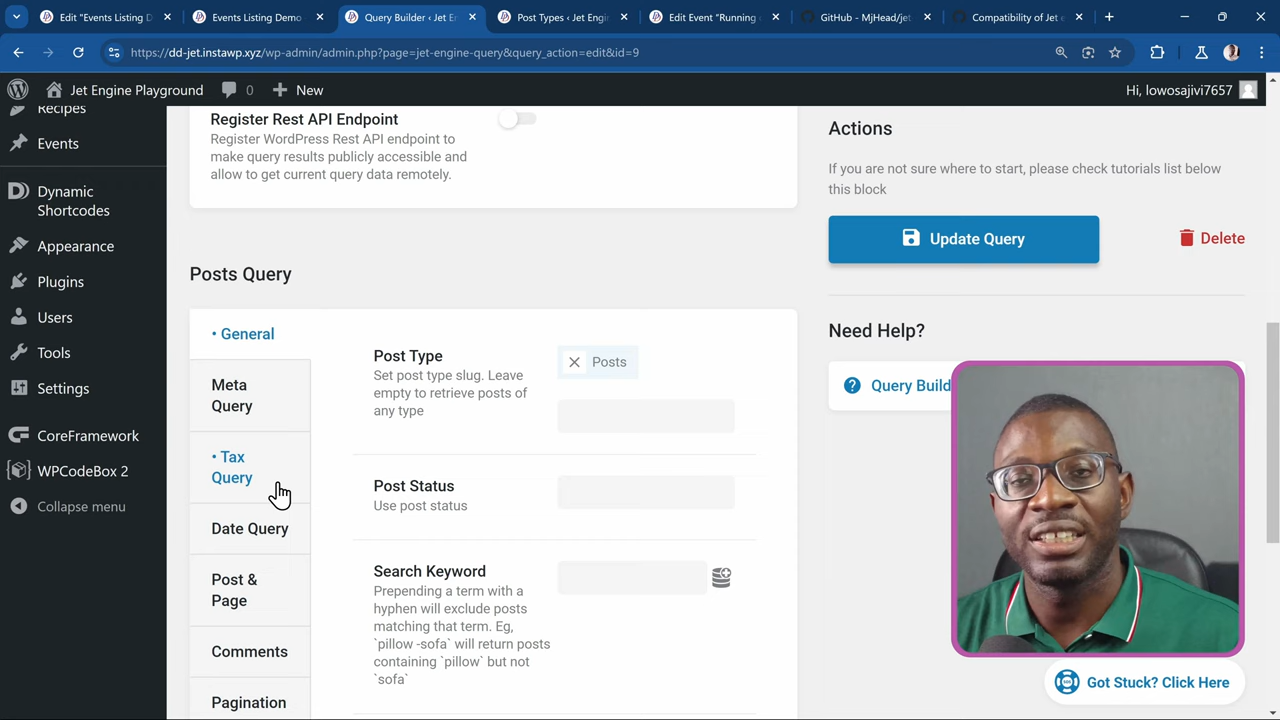 Edit "Events Listing D
Events Listing Demo
Query Builder ‹ Jet En
Post Types ‹ Jet Engin
Edit Event "Running
GitHub - MjHead/jet
Compatibility of Jet e
https://dd-jet.instawp.xyz/wp-admin/admin.php?page=jet-engine-query&query_action=edit&id=9
Jet Engine Playground
0
New
Hi, lowosajivi7657
Recipes
Events
Dynamic
Shortcodes
Appearance
Plugins
Users
Tools
Settings
CoreFramework
WPCodeBox 2
Collapse menu
Register Rest API Endpoint
Register WordPress Rest API endpoint to
make query results publicly accessible and
allow to get current query data remotely.
Posts Query
• General
Meta
Query
• Tax
Query
Date Query
Post &
Page
Comments
Pagination
Post Type
Set post type slug. Leave
empty to retrieve posts of
any type
Posts
Post Status
Use post status
Search Keyword
Prepending a term with a
hyphen will exclude posts
matching that term. Eg,
`pillow -sofa` will return posts
containing `pillow` but not
`sofa`
Actions
If you are not sure where to start, please check tutorials list below
this block
Update Query
Delete
Need Help?
Query Build
Got Stuck? Click Here